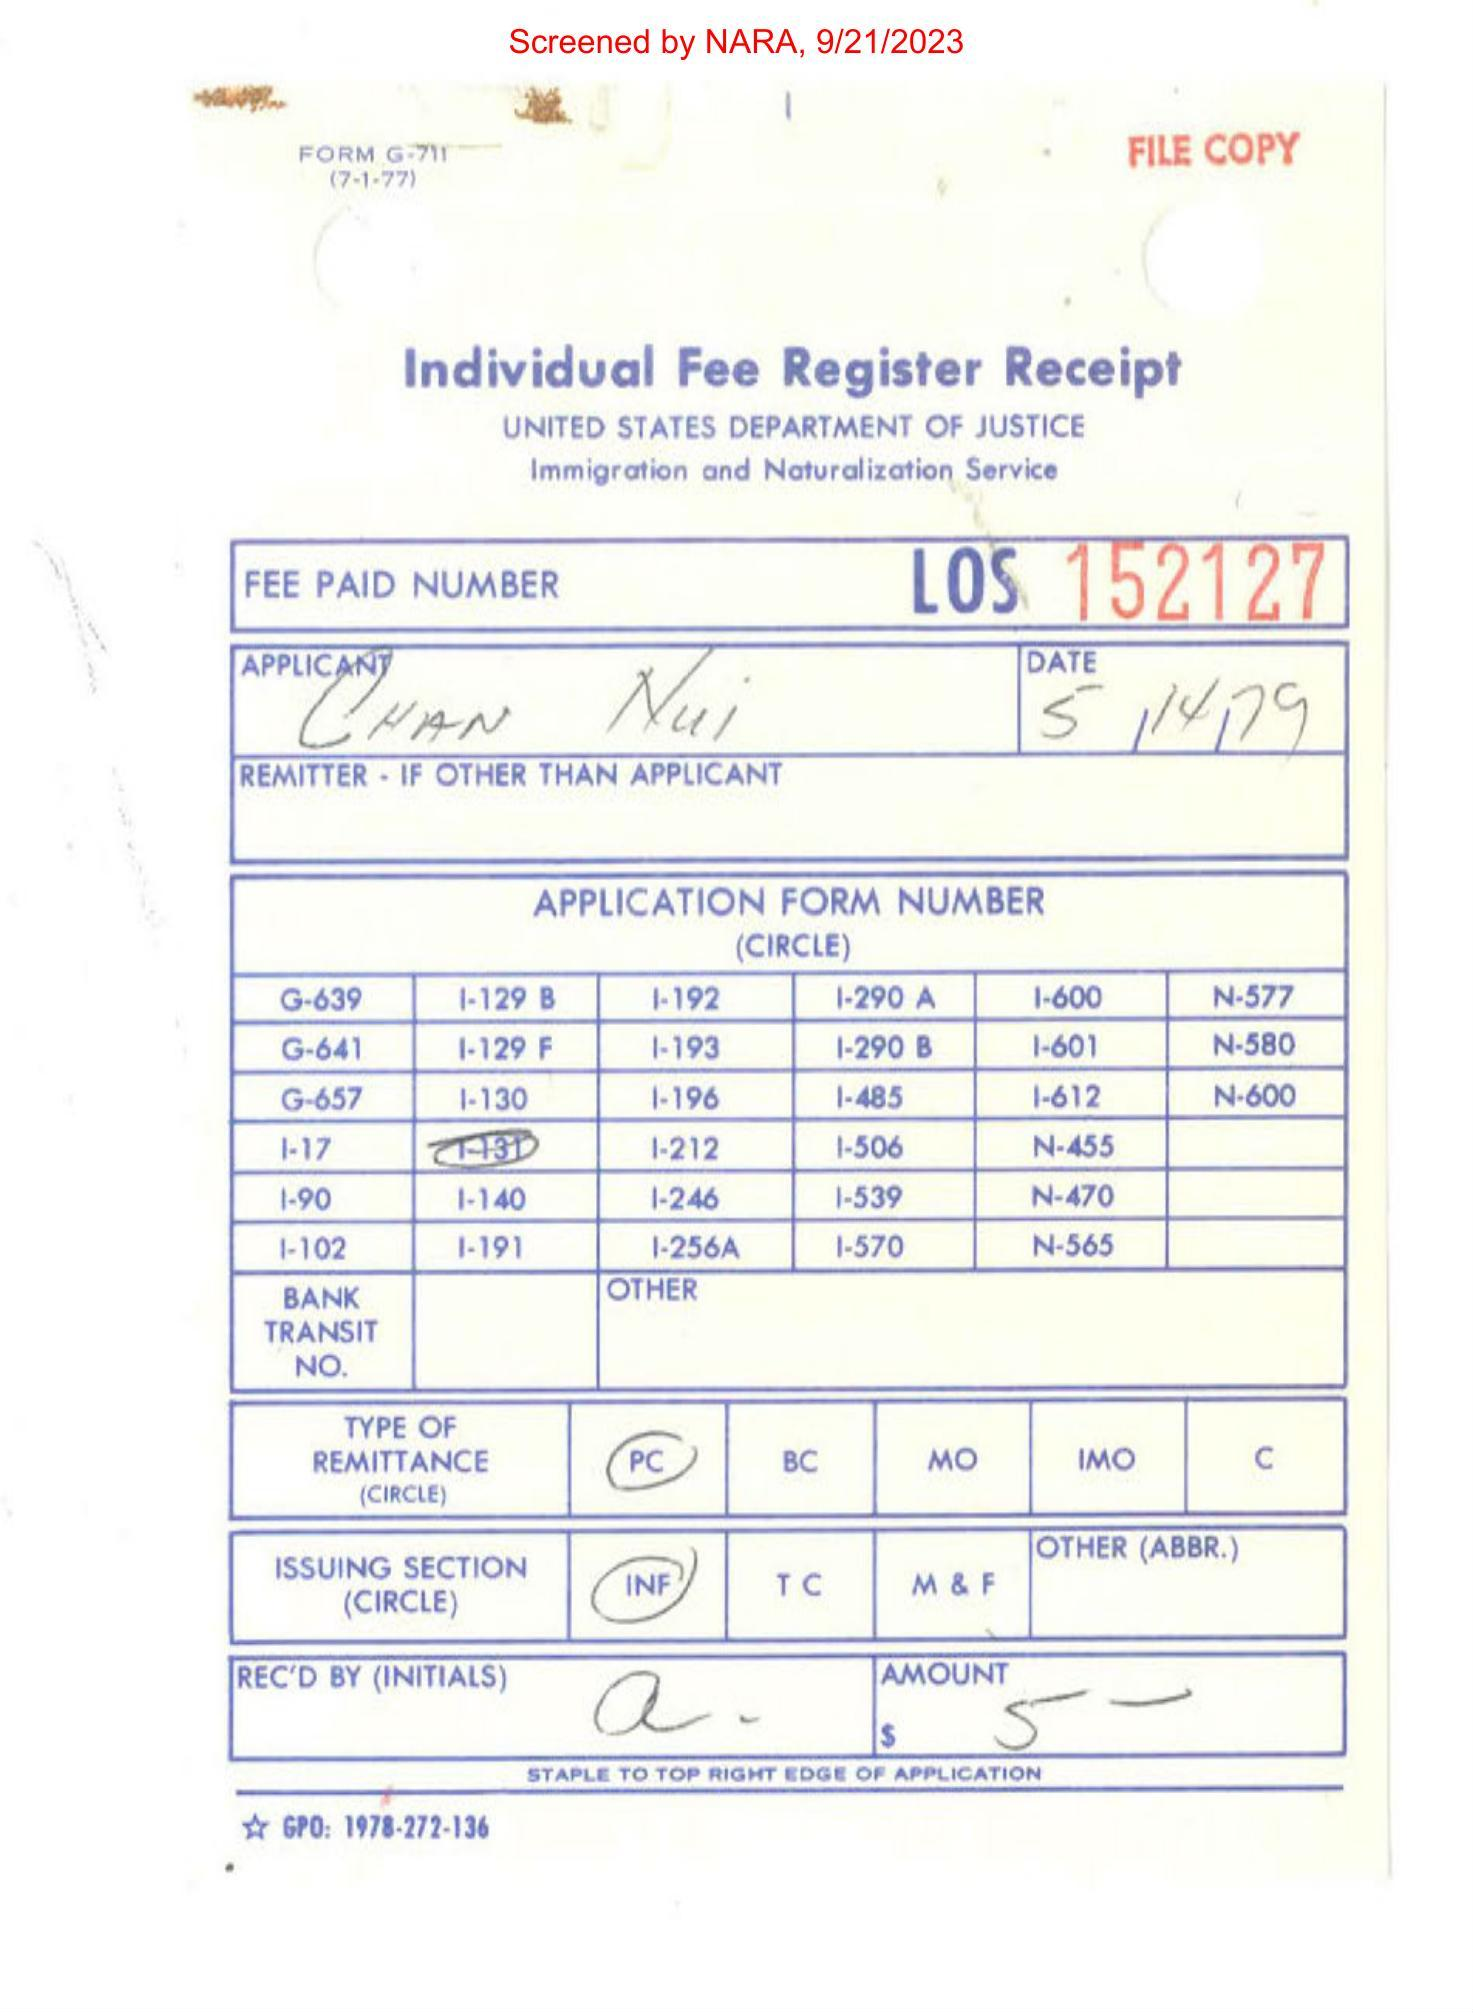 Screened by NARA, 9/21/2023
FORM G-711
(7-1-77)
FILE COPY
Individual Fee Register Receipt
UNITED STATES DEPARTMENT OF JUSTICE
Immigration and Naturalization Service
FEE PAID NUMBER LOS 152127
APPLICANT DATE
CHAN Nui 5/14/79
REMITTER - IF OTHER THAN APPLICANT
APPLICATION FORM NUMBER
(CIRCLE)
G-639 I-129 B I-192 I-290 A I-600 N-577
G-641 I-129 F I-193 I-290 B I-601 N-580
G-657 I-130 I-196 I-485 I-612 N-600
I-17 I-131 I-212 I-506 N-455
I-90 I-140 I-246 I-539 N-470
I-102 I-191 I-256A I-570 N-565
BANK
TRANSIT
NO.
OTHER
TYPE OF
REMITTANCE
(CIRCLE)
PC BC MO IMO C
ISSUING SECTION
(CIRCLE)
INF T C M & F OTHER (ABBR.)
REC'D BY (INITIALS) a.
AMOUNT
$ 5 —
STAPLE TO TOP RIGHT EDGE OF APPLICATION
☆ GPO: 1978-272-136